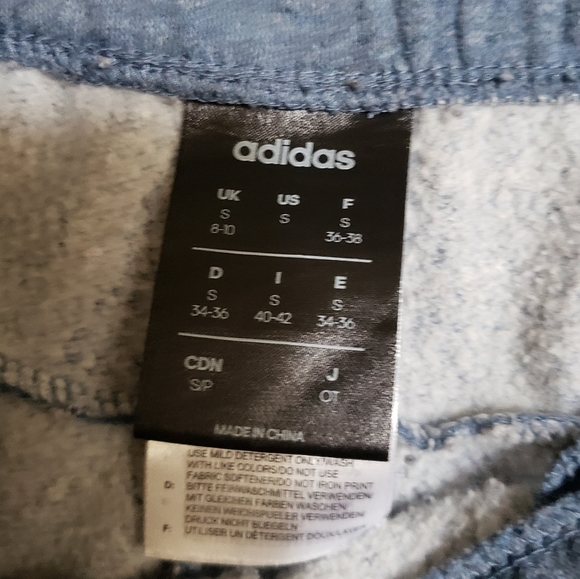 adidas
UK US F
S S S
8-10 36-38
D I E
S S S
34-36 40-42 34-36
CDN J
S/P OT
MADE IN CHINA
USE MILD DETERGENT ONLY/WASH
WITH LIKE COLORS/DO NOT USE
FABRIC SOFTENER/DO NOT IRON PRINT
D: BITTE FEINWASCHMITTEL VERWENDEN/
MIT GLEICHEN FARBEN WASCHEN/
KEINEN WEICHSPUELER VERWENDEN/
DRUCK NICHT BUEGELN
F: UTILISER UN DÉTERGENT DOUX